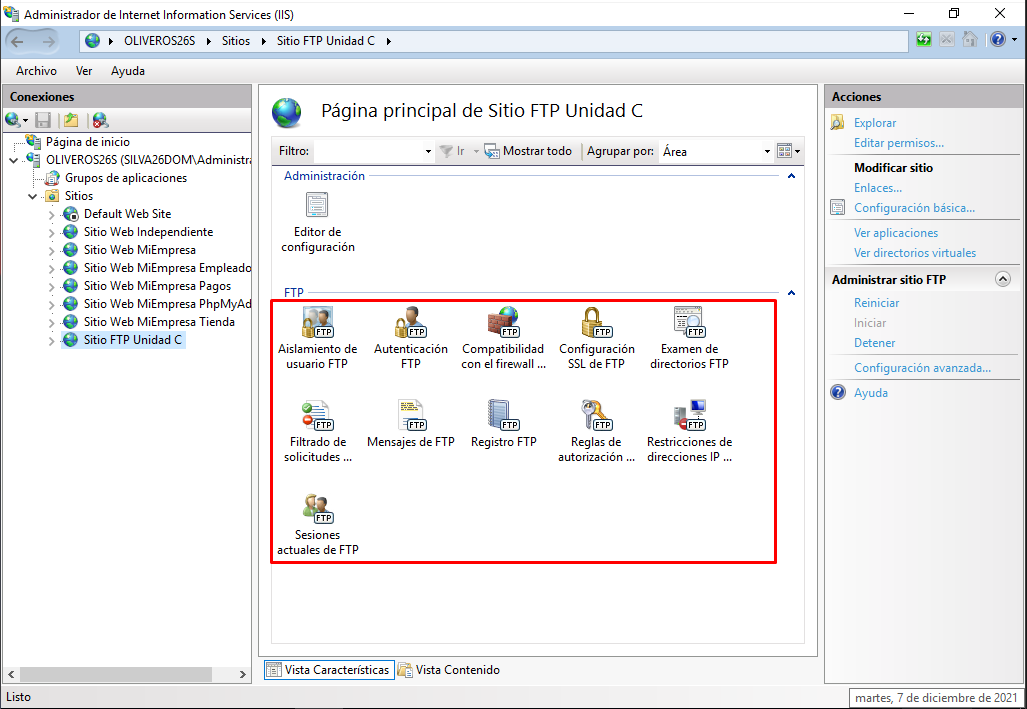 Administrador de Internet Information Services (IIS)
OLIVEROS26S
Sitios
Sitio FTP Unidad C
Archivo
Ver
Ayuda
Conexiones
Página de inicio
OLIVEROS26S (SILVA26DOM\Administra
Grupos de aplicaciones
Sitios
Default Web Site
Sitio Web Independiente
Sitio Web MiEmpresa
Sitio Web MiEmpresa Empleado
Sitio Web MiEmpresa Pagos
Sitio Web MiEmpresa PhpMyAd
Sitio Web MiEmpresa Tienda
Sitio FTP Unidad C
Página principal de Sitio FTP Unidad C
Filtro:
Ir
Mostrar todo
Agrupar por:
Área
Administración
Editor de
configuración
FTP
FTP
FTP
FTP
FTP
FTP
Aislamiento de
usuario FTP
Autenticación
FTP
Compatibilidad
con el firewall ...
Configuración
SSL de FTP
Examen de
directorios FTP
FTP
FTP
FTP
FTP
FTP
Filtrado de
solicitudes ...
Mensajes de FTP
Registro FTP
Reglas de
autorización ...
Restricciones de
direcciones IP ...
FTP
Sesiones
actuales de FTP
Vista Características
Vista Contenido
Acciones
Explorar
Editar permisos...
Modificar sitio
Enlaces...
Configuración básica...
Ver aplicaciones
Ver directorios virtuales
Administrar sitio FTP
Reiniciar
Iniciar
Detener
Configuración avanzada...
Ayuda
Listo
martes, 7 de diciembre de 2021